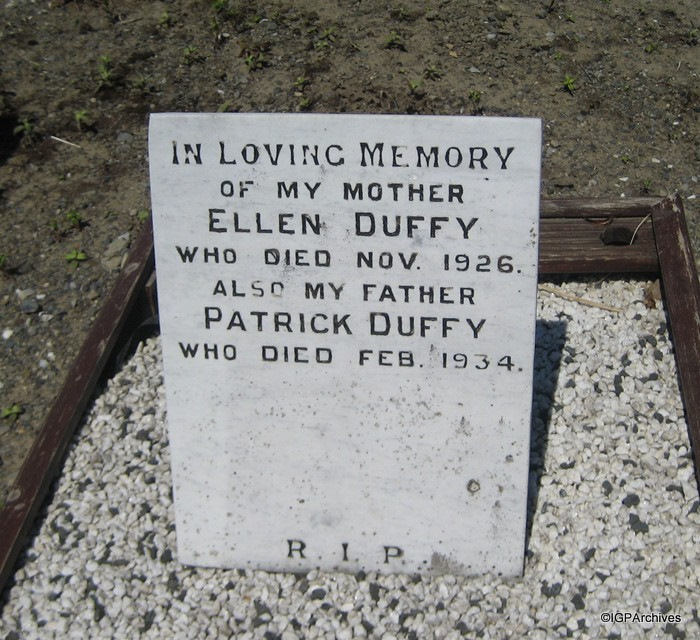 IN LOVING MEMORY
OF MY MOTHER
ELLEN DUFFY
WHO DIED NOV. 1926.
ALSO MY FATHER
PATRICK DUFFY
WHO DIED FEB. 1934.
R. I. P
©IGPArchives